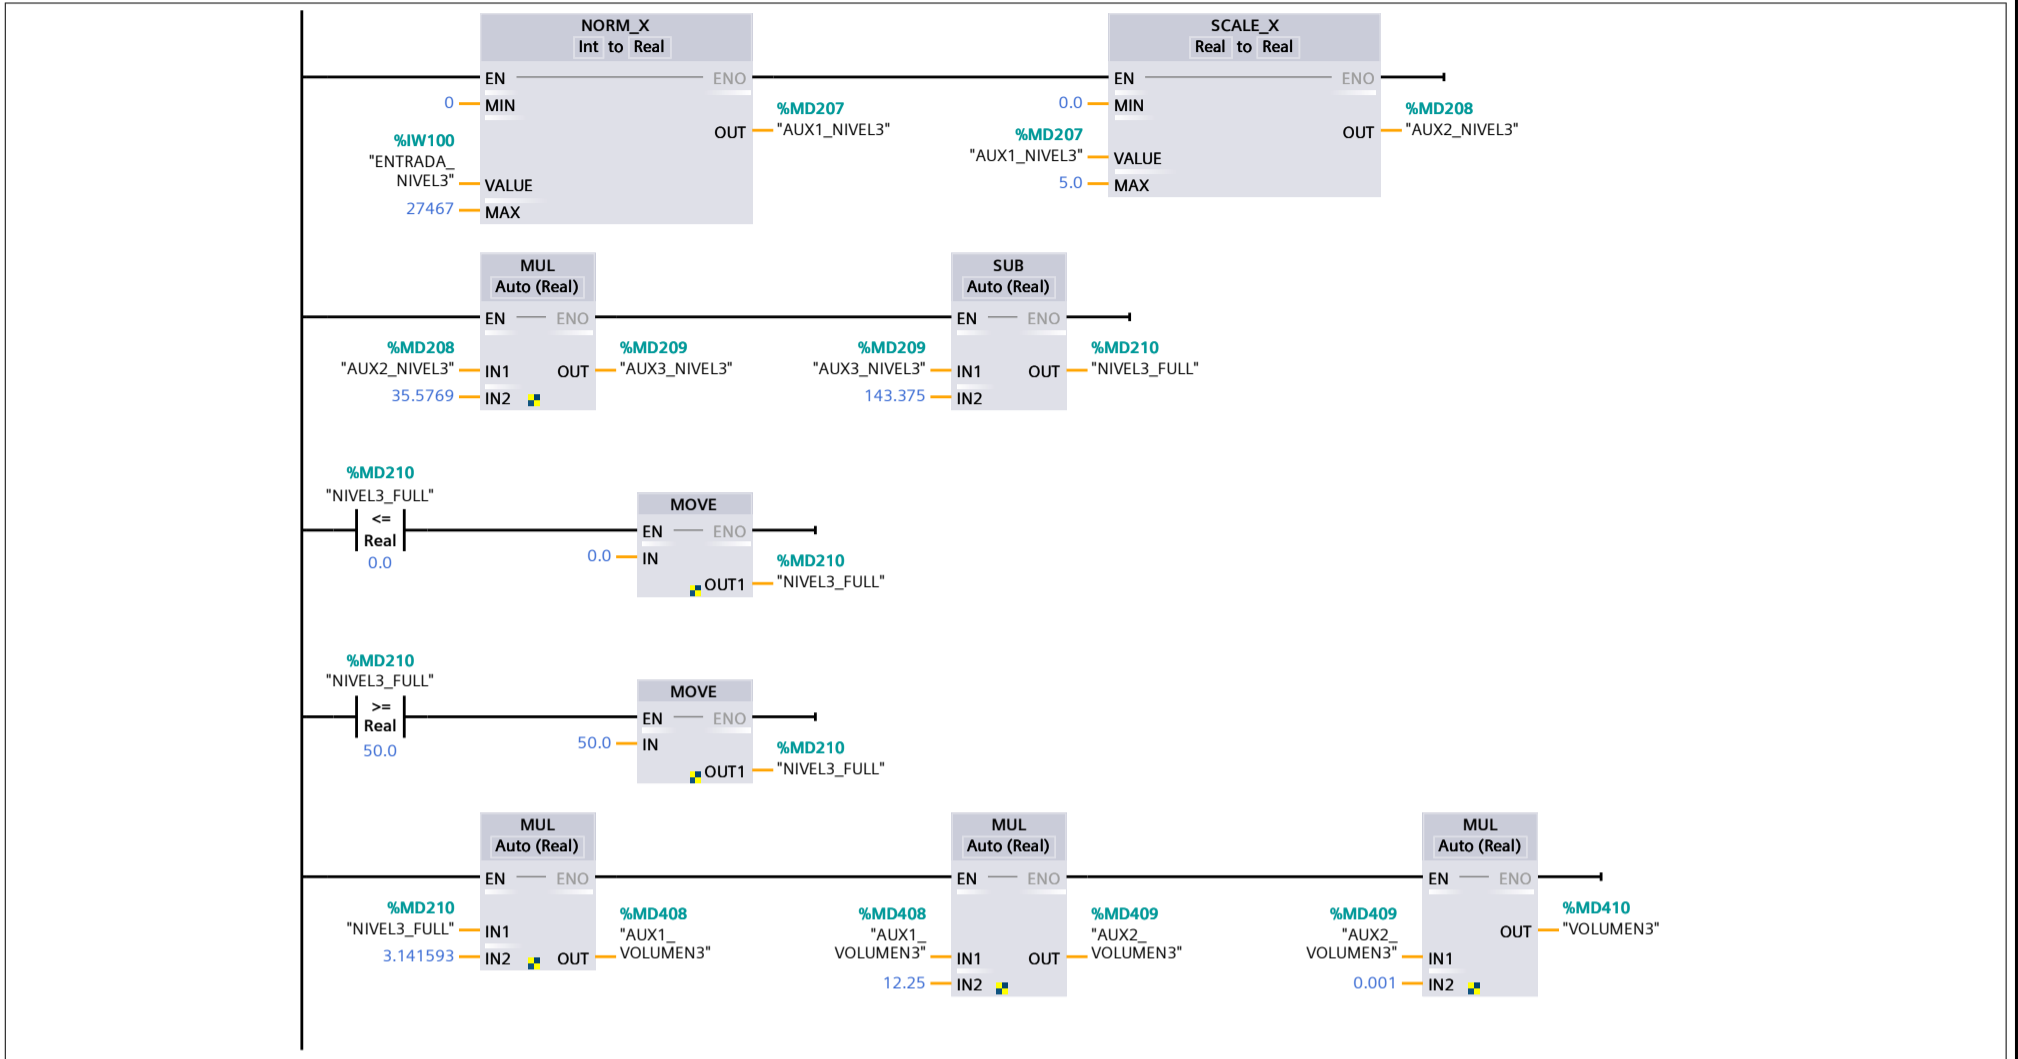 NORM_X
Int to Real
EN ENO
0 MIN
%MD207
OUT "AUX1_NIVEL3"
%IW100
"ENTRADA_
NIVEL3" VALUE
27467 MAX
SCALE_X
Real to Real
EN ENO
0.0 MIN
%MD208
OUT "AUX2_NIVEL3"
%MD207
"AUX1_NIVEL3" VALUE
5.0 MAX
MUL
Auto (Real)
EN ENO
%MD208 %MD209
"AUX2_NIVEL3" IN1 OUT "AUX3_NIVEL3"
35.5769 IN2
SUB
Auto (Real)
EN ENO
%MD209 %MD210
"AUX3_NIVEL3" IN1 OUT "NIVEL3_FULL"
143.375 IN2
%MD210
"NIVEL3_FULL"
<=
Real
0.0
MOVE
EN ENO
0.0 IN
%MD210
OUT1 "NIVEL3_FULL"
%MD210
"NIVEL3_FULL"
>=
Real
50.0
MOVE
EN ENO
50.0 IN
%MD210
OUT1 "NIVEL3_FULL"
MUL
Auto (Real)
EN ENO
%MD210
"NIVEL3_FULL" IN1
3.141593 IN2 OUT
%MD408
"AUX1_
VOLUMEN3"
MUL
Auto (Real)
EN ENO
%MD408
"AUX1_
VOLUMEN3" IN1 OUT
12.25 IN2
%MD409
"AUX2_
VOLUMEN3"
MUL
Auto (Real)
EN ENO
%MD409
"AUX2_
VOLUMEN3" IN1
0.001 IN2
%MD410
OUT "VOLUMEN3"